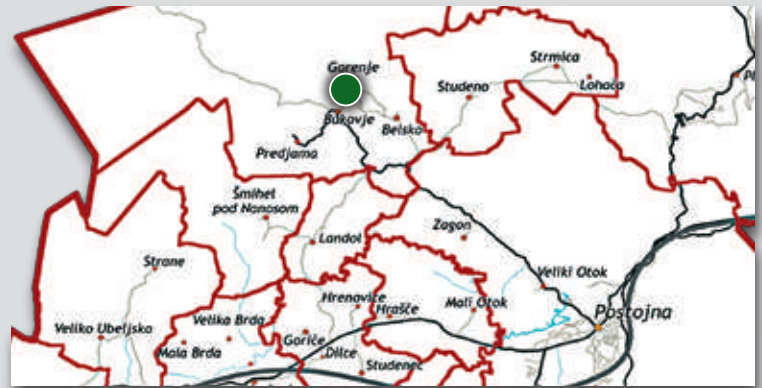 Gorenje
Strmica
Studeno
Lohača
Bukovje
Belsko
Predjama
Šmihel
pod Nanosom
Landol
Zagon
Strane
Veliki Otok
Hrenovice
Hrašče
Mali Otok
Postojna
Veliko Ubeljsko
Velika Brda
Goriče
Mala Brda
Dilce
Studenec